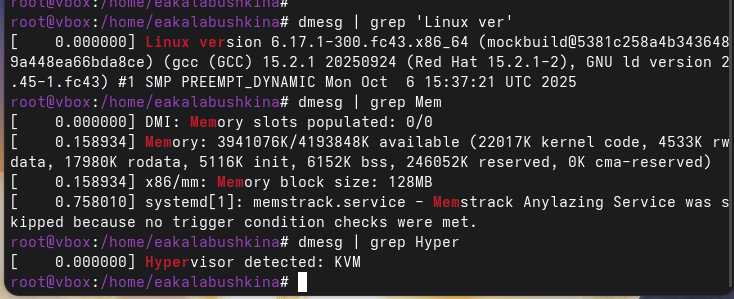 root@vbox:/home/eakalabushkina#
root@vbox:/home/eakalabushkina# dmesg | grep 'Linux ver'
[    0.000000] Linux version 6.17.1-300.fc43.x86_64 (mockbuild@5381c258a4b343648
9a448ea66bda8ce) (gcc (GCC) 15.2.1 20250924 (Red Hat 15.2.1-2), GNU ld version 2
.45-1.fc43) #1 SMP PREEMPT_DYNAMIC Mon Oct  6 15:37:21 UTC 2025
root@vbox:/home/eakalabushkina# dmesg | grep Mem
[    0.000000] DMI: Memory slots populated: 0/0
[    0.158934] Memory: 3941076K/4193848K available (22017K kernel code, 4533K rw
data, 17980K rodata, 5116K init, 6152K bss, 246052K reserved, 0K cma-reserved)
[    0.158934] x86/mm: Memory block size: 128MB
[    0.758010] systemd[1]: memstrack.service - Memstrack Anylazing Service was s
kipped because no trigger condition checks were met.
root@vbox:/home/eakalabushkina# dmesg | grep Hyper
[    0.000000] Hypervisor detected: KVM
root@vbox:/home/eakalabushkina#